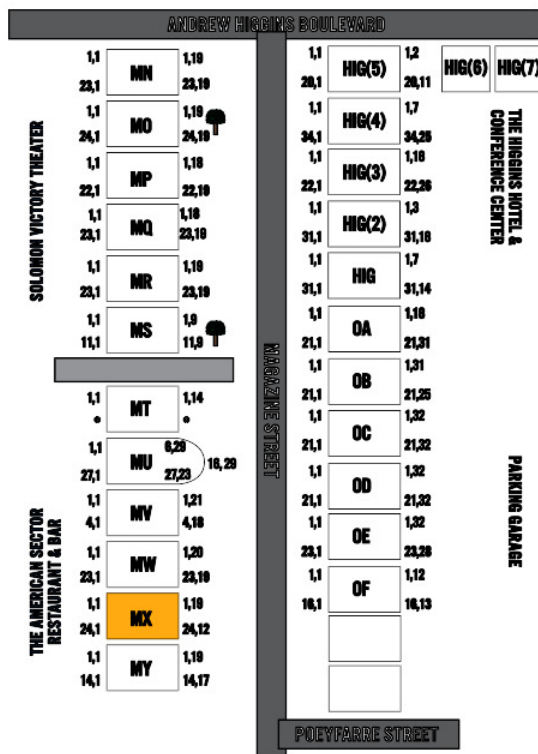 ANDREW HIGGINS BOULEVARD
SOLOMON VICTORY THEATER
1,1 MN 1,19
23,1 23,19
1,1 MO 1,19
24,1 24,19
1,1 MP 1,18
22,1 22,19
1,1 MQ 1,18
23,1 23,19
1,1 MR 1,19
23,1 23,19
1,1 MS 1,9
11,1 11,9
THE AMERICAN SECTOR
RESTAURANT & BAR
1,1 MT 1,14
1,1 MU 6,29
27,1 27,23 16,29
1,1 MV 1,21
4,1 4,18
1,1 MW 1,20
23,1 23,19
1,1 MX 1,19
24,1 24,12
1,1 MY 1,19
14,1 14,17
MAGAZINE STREET
1,1 HIG(5) 1,2
20,1 20,11
HIG(6) HIG(7)
1,1 HIG(4) 1,7
34,1 34,25
1,1 HIG(3) 1,18
22,1 22,26
1,1 HIG(2) 1,3
31,1 31,18
1,1 HIG 1,7
31,1 31,14
1,1 OA 1,18
21,1 21,31
1,1 OB 1,31
21,1 21,25
1,1 OC 1,32
21,1 21,32
1,1 OD 1,32
21,1 21,32
1,1 OE 1,32
23,1 23,28
1,1 OF 1,12
16,1 16,13
THE HIGGINS HOTEL &
CONFERENCE CENTER
PARKING GARAGE
POEYFARRE STREET